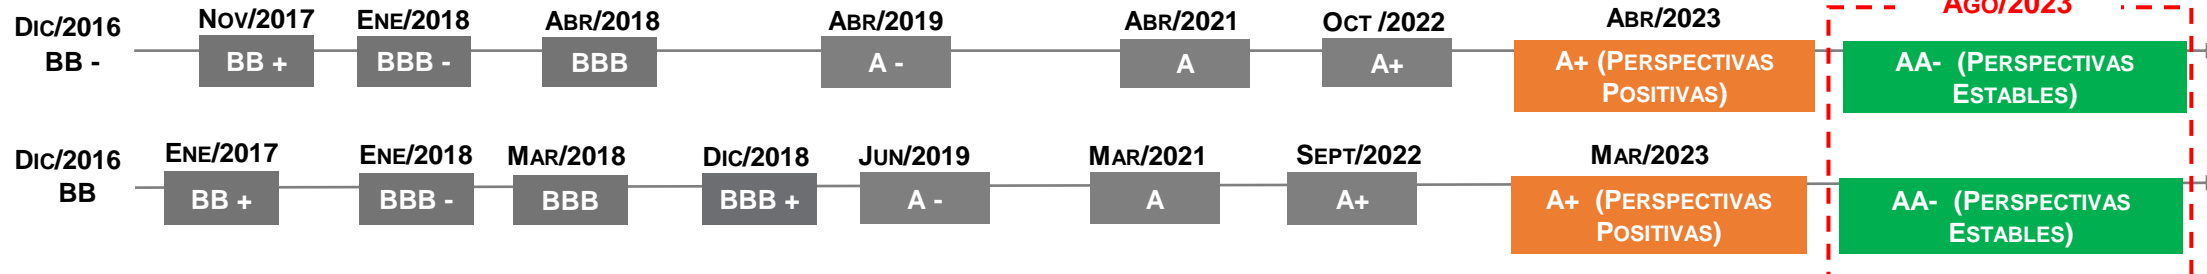 AGO/2023
DIC/2016 NOV/2017 ENE/2018 ABR/2018 ABR/2019 ABR/2021 OCT /2022 ABR/2023
BB - BB + BBB - BBB A - A A+ A+ (PERSPECTIVAS POSITIVAS) AA- (PERSPECTIVAS ESTABLES)
DIC/2016 ENE/2017 ENE/2018 MAR/2018 DIC/2018 JUN/2019 MAR/2021 SEPT/2022 MAR/2023
BB BB + BBB - BBB BBB + A - A A+ A+ (PERSPECTIVAS POSITIVAS) AA- (PERSPECTIVAS ESTABLES)